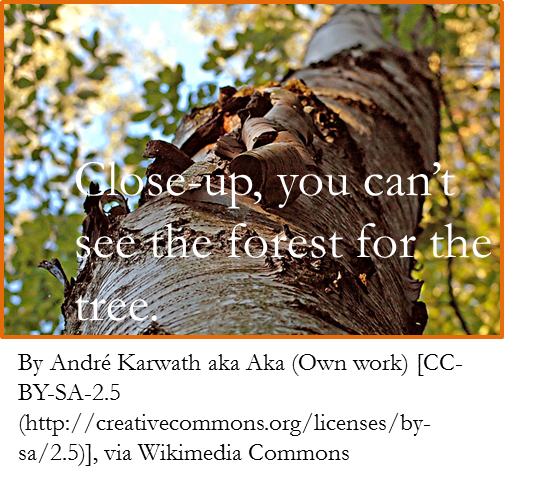 Close-up, you can’t
see the forest for the
tree.
By André Karwath aka Aka (Own work) [CC-
BY-SA-2.5
(http://creativecommons.org/licenses/by-
sa/2.5)], via Wikimedia Commons